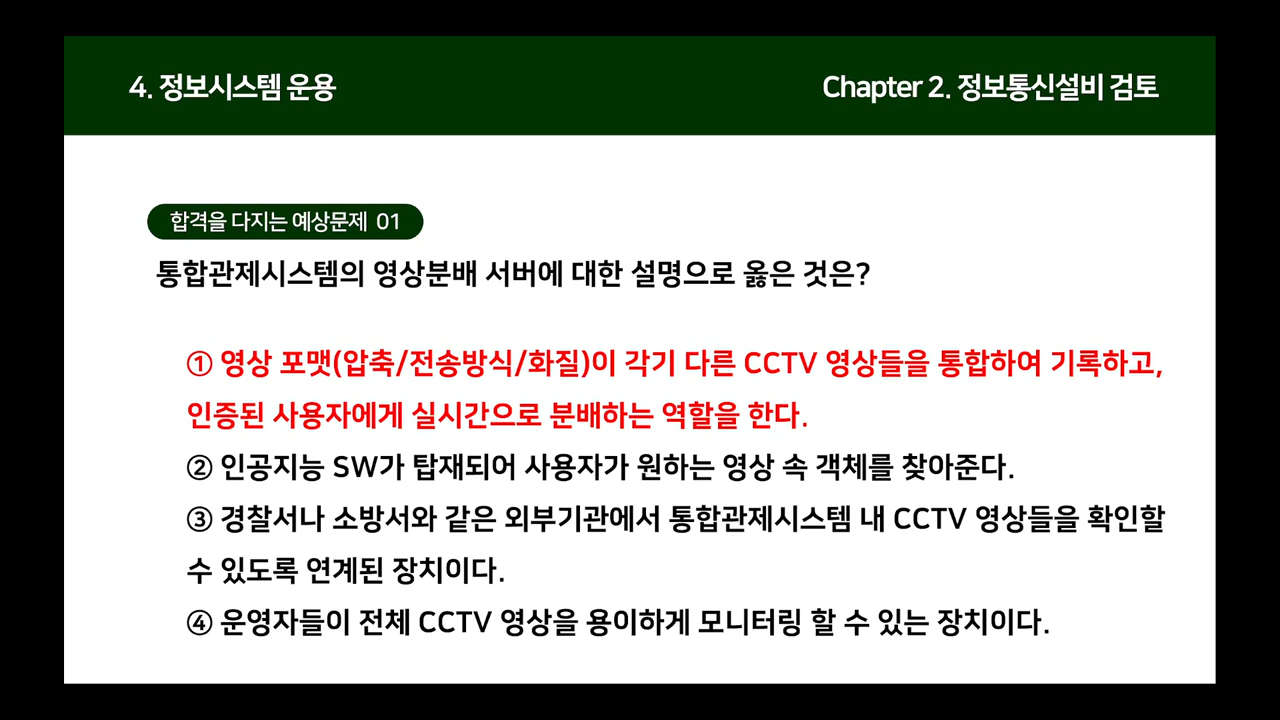 4. 정보시스템 운용
Chapter 2. 정보통신설비 검토
합격을 다지는 예상문제 01
통합관제시스템의 영상분배 서버에 대한 설명으로 옳은 것은?
① 영상 포맷(압축/전송방식/화질)이 각기 다른 CCTV 영상들을 통합하여 기록하고,
인증된 사용자에게 실시간으로 분배하는 역할을 한다.
② 인공지능 SW가 탑재되어 사용자가 원하는 영상 속 객체를 찾아준다.
③ 경찰서나 소방서와 같은 외부기관에서 통합관제시스템 내 CCTV 영상들을 확인할
수 있도록 연계된 장치이다.
④ 운영자들이 전체 CCTV 영상을 용이하게 모니터링 할 수 있는 장치이다.